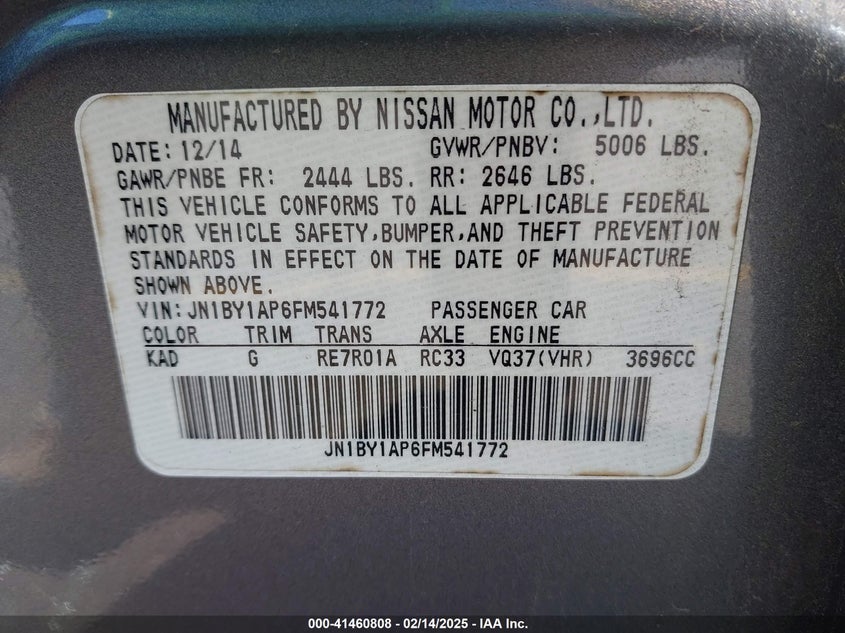 MANUFACTURED BY NISSAN MOTOR CO.,LTD.
DATE: 12/14 GVWR/PNBV: 5006 LBS.
GAWR/PNBE FR: 2444 LBS. RR: 2646 LBS.
THIS VEHICLE CONFORMS TO ALL APPLICABLE FEDERAL
MOTOR VEHICLE SAFETY,BUMPER,AND THEFT PREVENTION
STANDARDS IN EFFECT ON THE DATE OF MANUFACTURE
SHOWN ABOVE.
VIN:JN1BY1AP6FM541772 PASSENGER CAR
COLOR TRIM TRANS AXLE ENGINE
KAD G RE7R01A RC33 VQ37(VHR) 3696CC
JN1BY1AP6FM541772
000-41460808 - 02/14/2025 - IAA Inc.